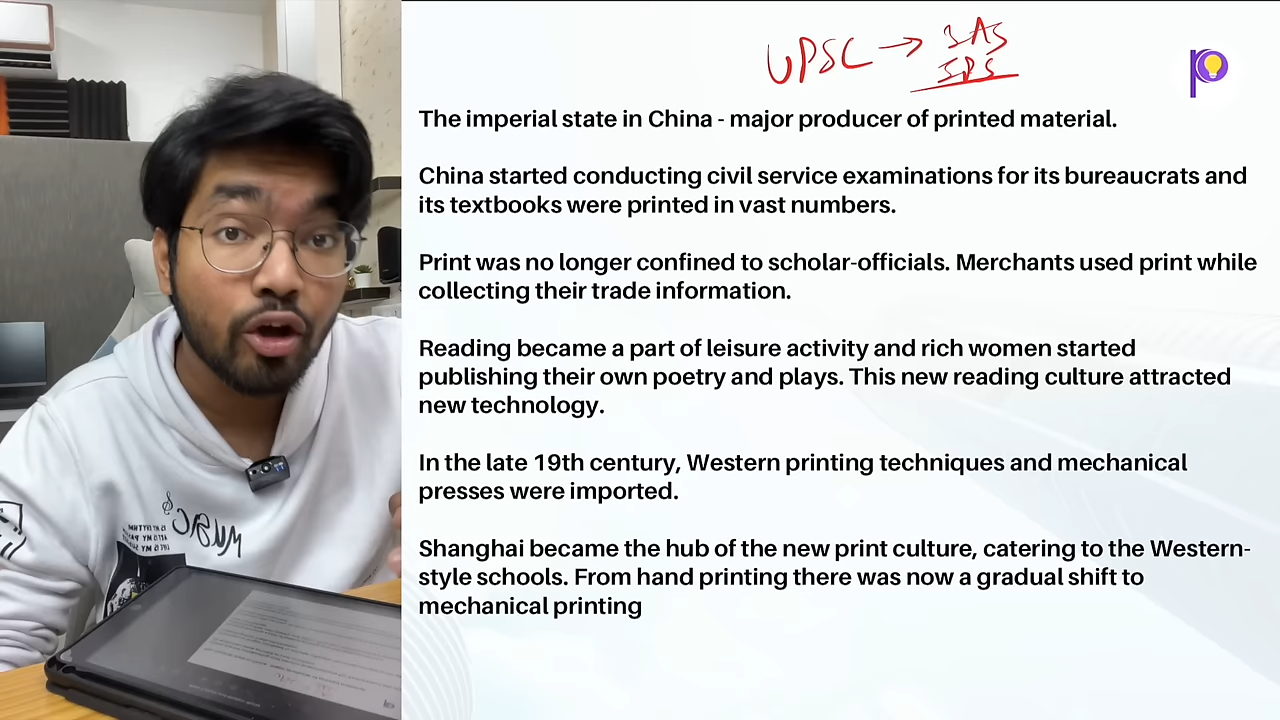 UPSC → IAS
IPS
The imperial state in China - major producer of printed material.
China started conducting civil service examinations for its bureaucrats and
its textbooks were printed in vast numbers.
Print was no longer confined to scholar-officials. Merchants used print while
collecting their trade information.
Reading became a part of leisure activity and rich women started
publishing their own poetry and plays. This new reading culture attracted
new technology.
In the late 19th century, Western printing techniques and mechanical
presses were imported.
Shanghai became the hub of the new print culture, catering to the Western-
style schools. From hand printing there was now a gradual shift to
mechanical printing
MUSIC